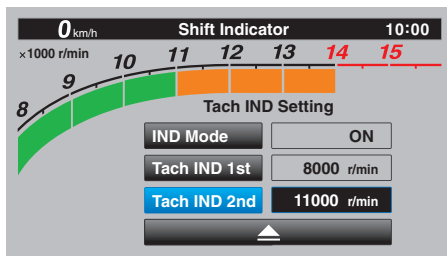 0 km/h Shift Indicator 10:00
×1000 r/min
8 9 10 11 12 13 14 15
Tach IND Setting
IND Mode ON
Tach IND 1st 8000 r/min
Tach IND 2nd 11000 r/min